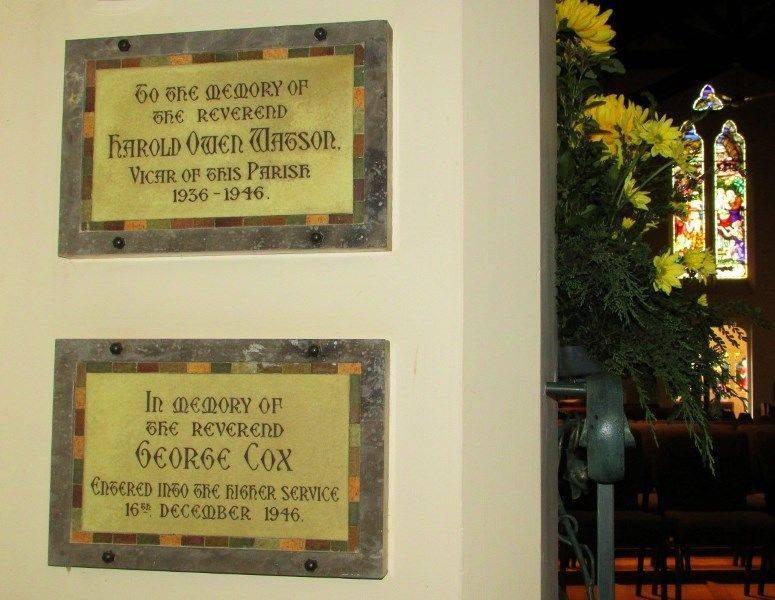 To the memory of
the reverend
Harold Owen Watson.
Vicar of this Parish
1936-1946.
In memory of
the reverend
George Cox
Entered into the higher service
16th. December 1946.